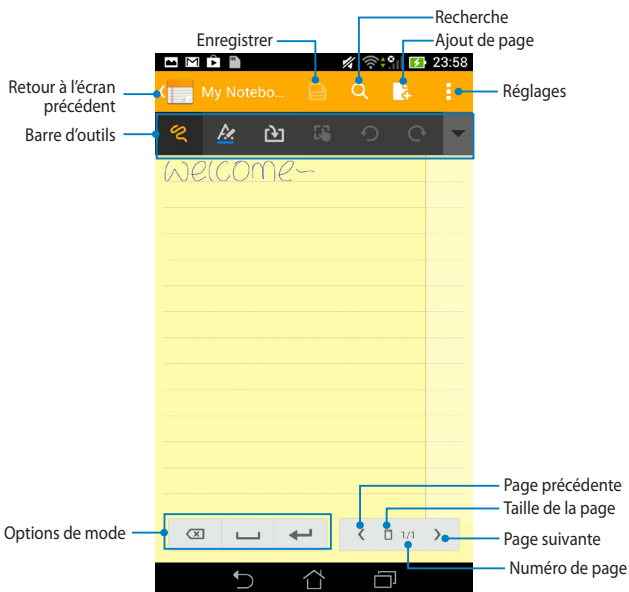 Recherche
Enregistrer
Ajout de page
23:58
Retour à l'écran
précédent
My Notebo...
Réglages
Barre d'outils
welcome~
Page précédente
Taille de la page
Options de mode
1/1
Page suivante
Numéro de page